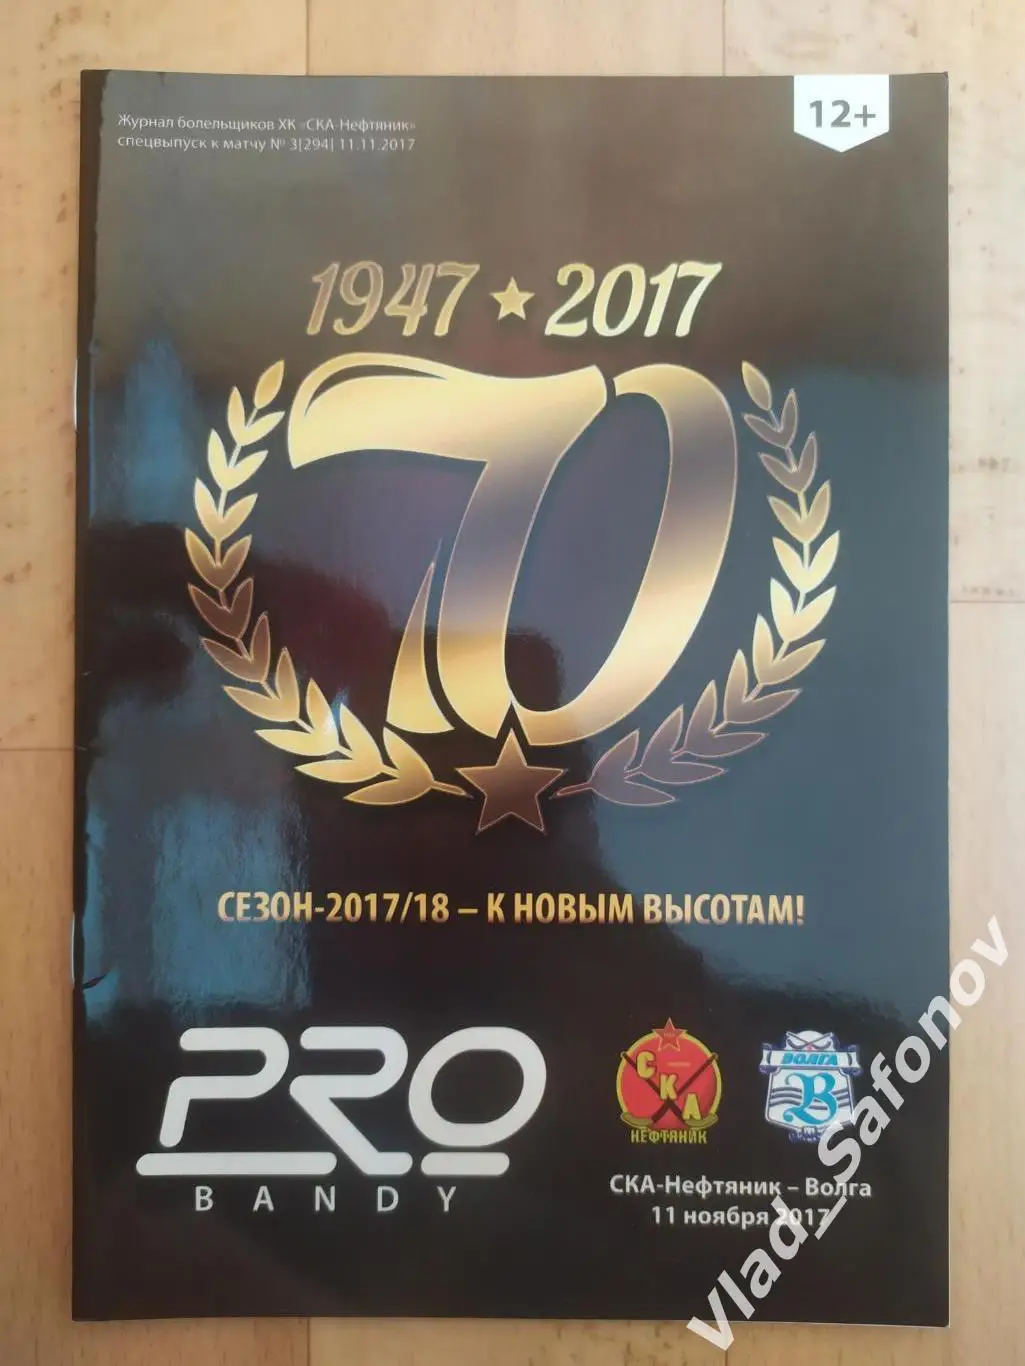 Журнал болельщиков ХК «СКА-Нефтяник»
спецвыпуск к матчу № 3[294] 11.11.2017
12+
1947 ★ 2017
70
СЕЗОН-2017/18 – К НОВЫМ ВЫСОТАМ!
PRO
BANDY
СКА
НЕФТЯНИК
ВОЛГА
В
СКА-Нефтяник – Волга
11 ноября 2017
Vlad_Safonov